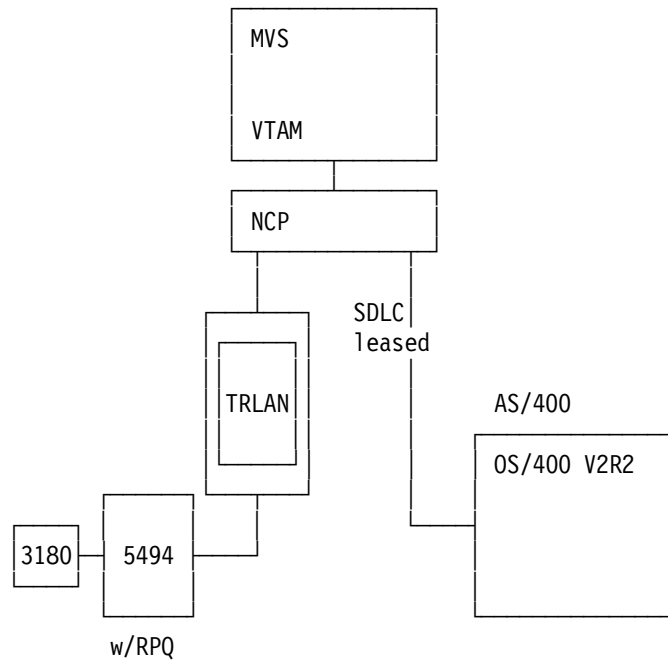 MVS
VTAM
NCP
SDLC
leased
TRLAN
AS/400
OS/400 V2R2
3180
5494
w/RPQ